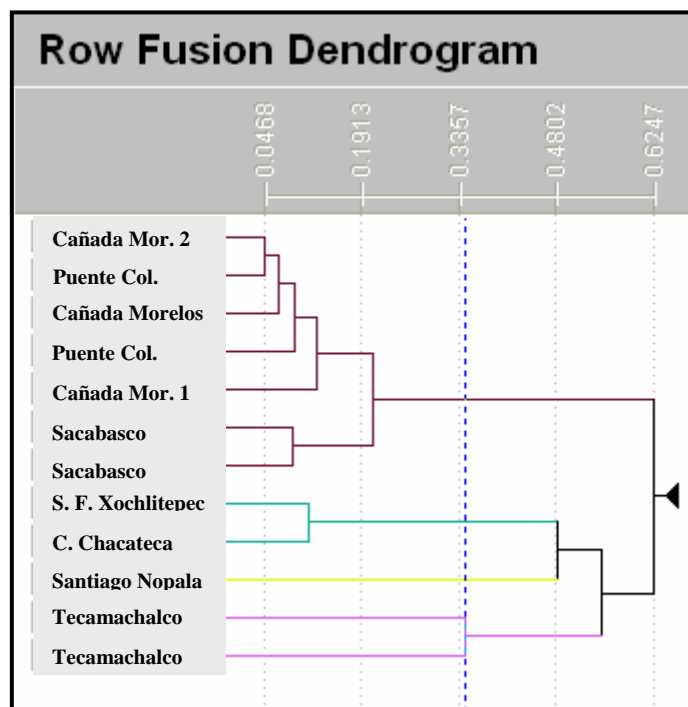 Row Fusion Dendrogram
0.0468 0.1913 0.3357 0.4802 0.6247
Cañada Mor. 2
Puente Col.
Cañada Morelos
Puente Col.
Cañada Mor. 1
Sacabasco
Sacabasco
S. F. Xochlitepec
C. Chacateca
Santiago Nopala
Tecamachalco
Tecamachalco